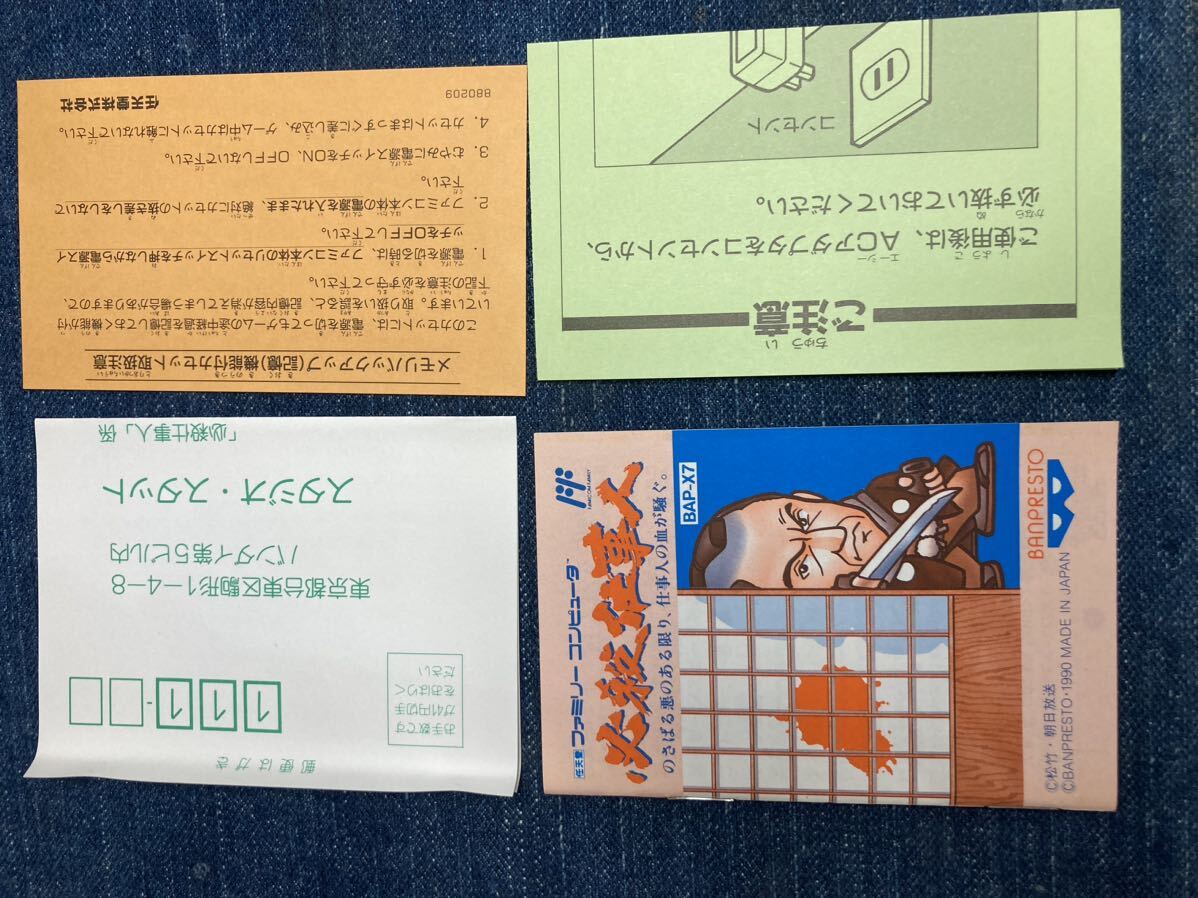 メモリバックアップ(記憶)機能付カセット取扱注意
このカセットには、電源を切ってもゲームの途中経過を記憶しておく機能が付
いています。取り扱いを誤ると、記憶内容が消えてしまう場合がありますので、
下記の注意を必ず守って下さい。
1. 電源を切る時は、ファミコン本体のリセットスイッチを押しながら電源スイ
ッチをOFFして下さい。
2. ファミコン本体の電源を入れたまま、絶対にカセットの抜き差しをしないで
下さい。
3. むやみに電源スイッチをON、OFFしないで下さい。
4. カセットはまっすぐに差し込み、ゲーム中はカセットに触れないで下さい。
880209
任天堂株式会社
ご注意
ご使用後は、ACアダプタをコンセントから、
必ず抜いておいてください。
コンセント
郵便はがき
お手数です
が41円切手
をおはりく
ださい
111-
東京都台東区駒形1-4-8
バンダイ第5ビル内
スタジオ・スタット
「必殺仕事人」係
任天堂 ファミリーコンピュータ™
FAMICOM FAMILY
必殺仕事人
のさばる悪のある限り、仕事人の血が騒ぐ。
BAP-X7
BANPRESTO
©松竹・朝日放送
©BANPRESTO・1990 MADE IN JAPAN